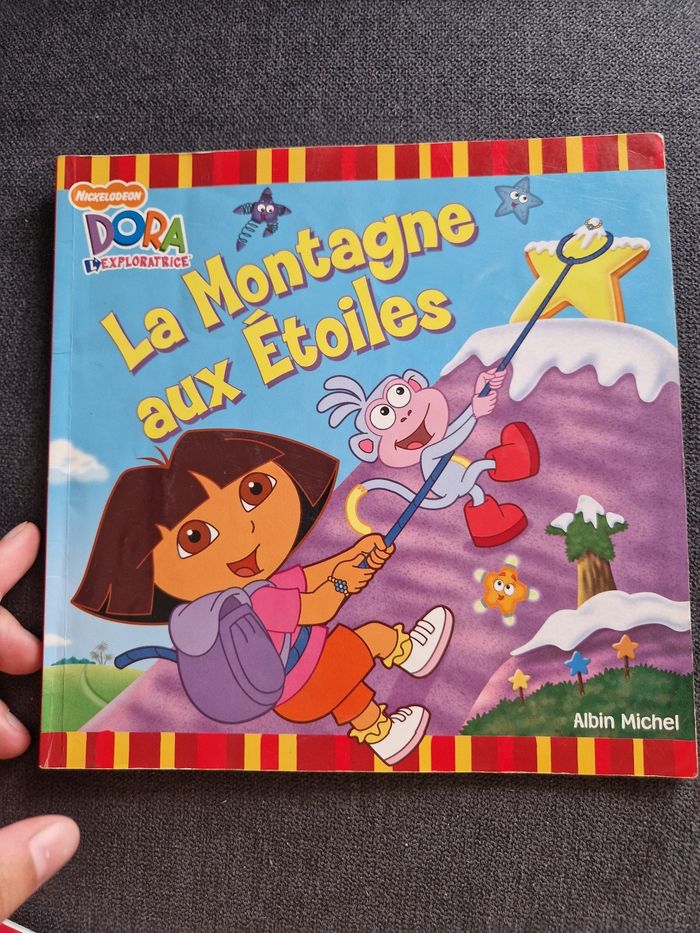 NICKELODEON
DORA
L'EXPLORATRICE
La Montagne
aux Étoiles
Albin Michel